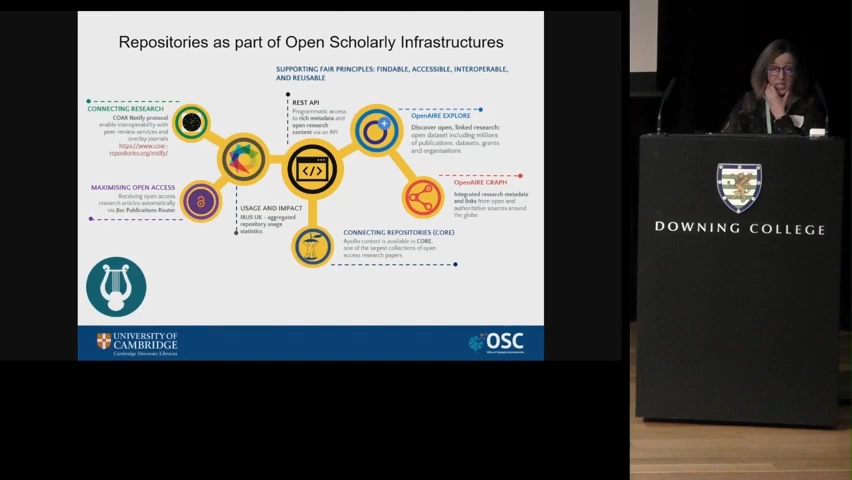 Repositories as part of Open Scholarly Infrastructures
SUPPORTING FAIR PRINCIPLES: FINDABLE, ACCESSIBLE, INTEROPERABLE,
AND REUSABLE
CONNECTING RESEARCH
COAR Notify protocol
enable interoperability with
peer-review services and
overlay journals
https://www.coar-
repositories.org/notify/
REST API
Programmatic access
to rich metadata and
open research
content via an API
OpenAIRE EXPLORE
Discover open, linked research:
open dataset including millions
of publications, datasets, grants
and organisations
MAXIMISING OPEN ACCESS
Receiving open access
research articles automatically
via Jisc Publications Router
USAGE AND IMPACT
IRUS UK - aggregated
repository usage
statistics
OpenAIRE GRAPH
Integrated research metadata
and links from open and
authoritative sources around
the globe
CONNECTING REPOSITORIES (CORE)
Apollo content is available in CORE,
one of the largest collections of open
access research papers
UNIVERSITY OF
CAMBRIDGE
Cambridge University Libraries
OSC
Office of Scholarly Communication
DOWNING COLLEGE